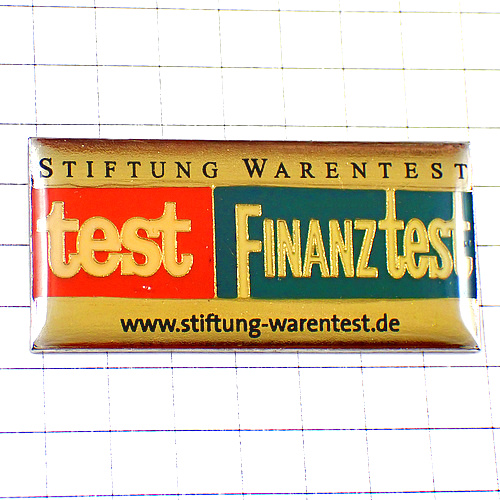 STIFTUNG WARENTEST
test FINANZtest
www.stiftung-warentest.de